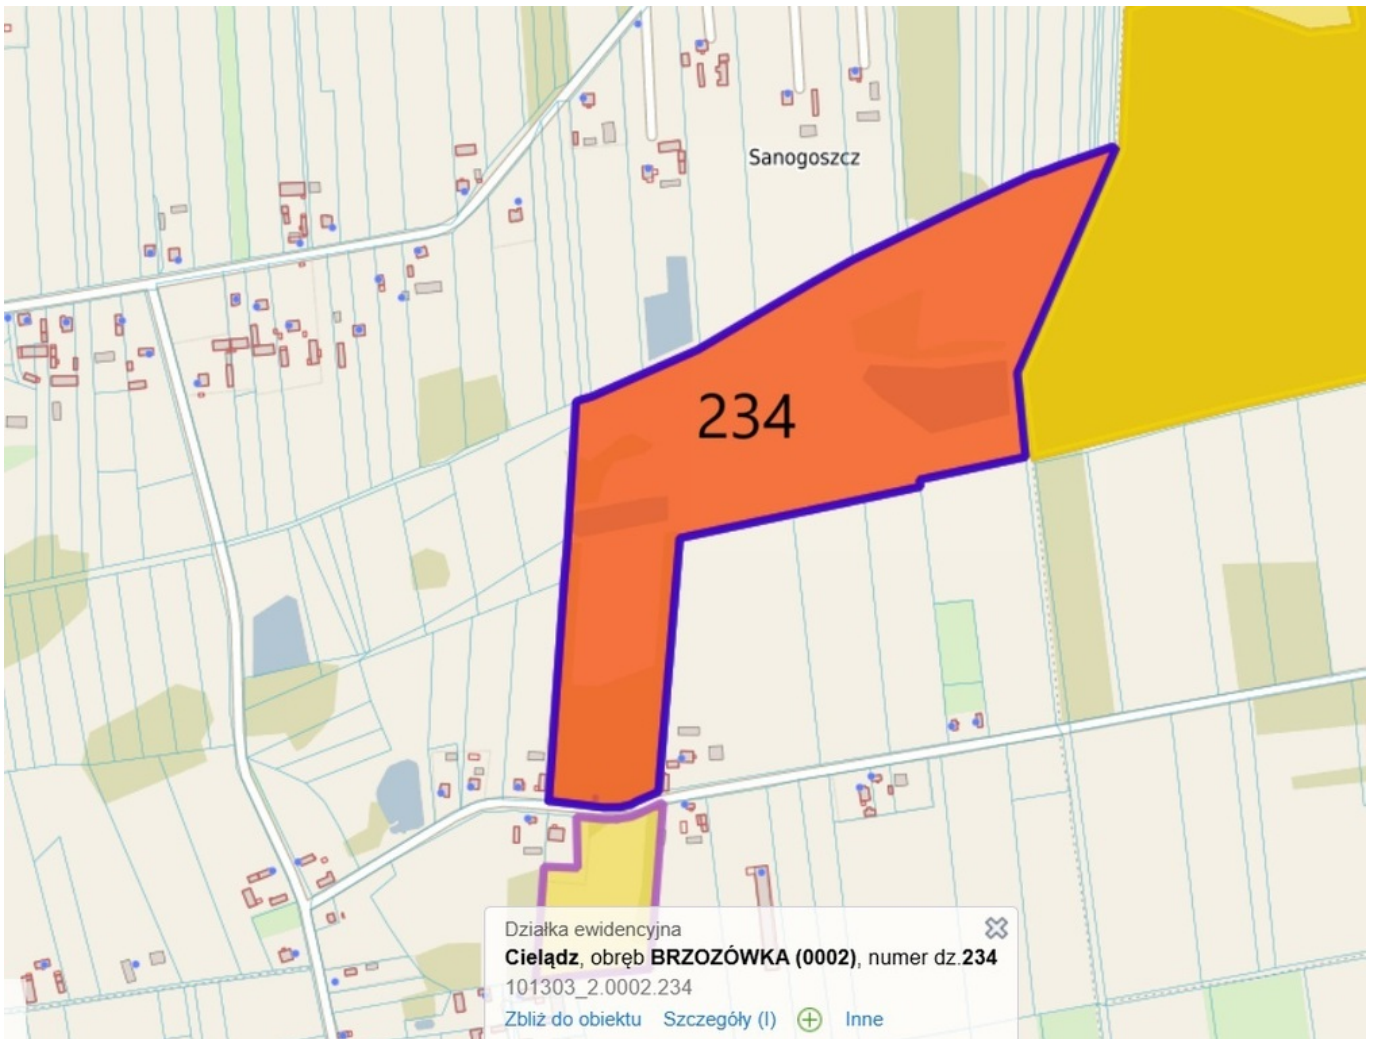 Sanogoszcz
234
Działka ewidencyjna
Cielądz, obręb BRZOZÓWKA (0002), numer dz.234
101303_2.0002.234
Zbliż do obiektu Szczegóły (I) Inne